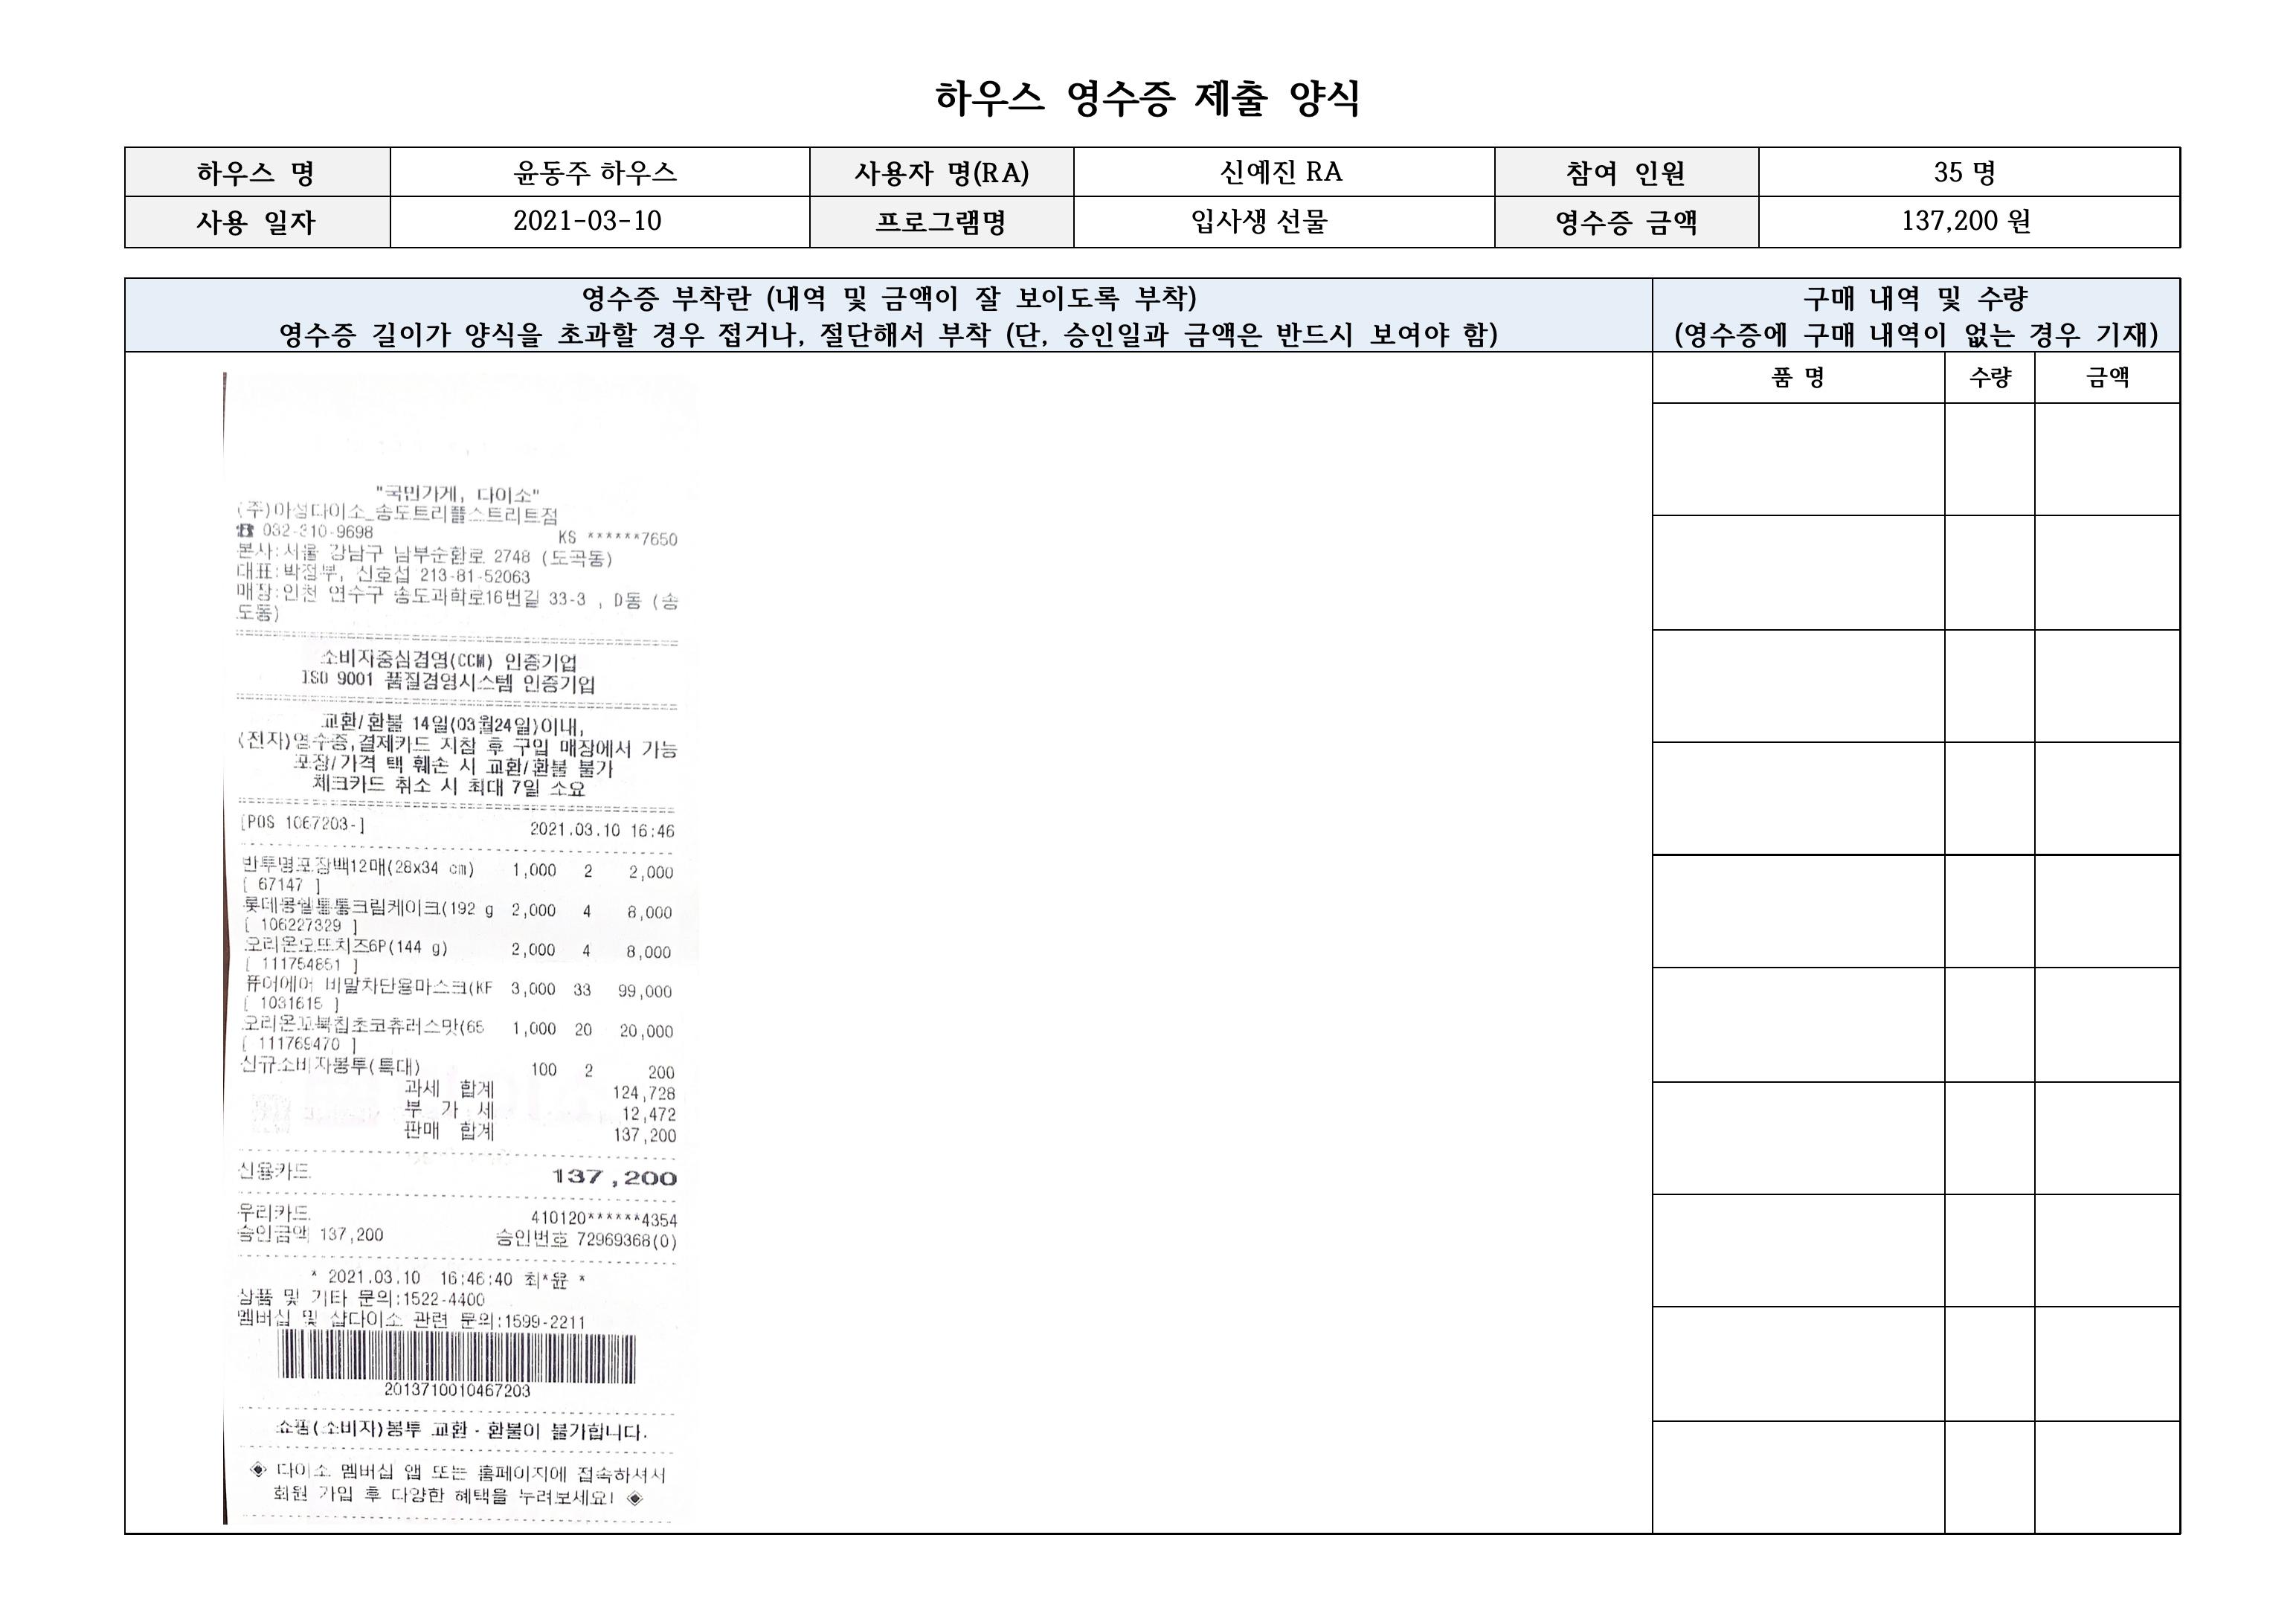 하우스 영수증 제출 양식
하우스 명 윤동주 하우스 사용자 명(RA) 신예진 RA 참여 인원 35 명
사용 일자 2021-03-10 프로그램명 입사생 선물 영수증 금액 137,200 원
영수증 부착란 (내역 및 금액이 잘 보이도록 부착)
영수증 길이가 양식을 초과할 경우 접거나, 절단해서 부착 (단, 승인일과 금액은 반드시 보여야 함)
구매 내역 및 수량
(영수증에 구매 내역이 없는 경우 기재)
품 명 수량 금액
"국민가게, 다이소"
(주)아성다이소_송도트리플스트리트점
☎ 032-310-9698 KS ******7650
본사:서울 강남구 남부순환로 2748 (도곡동)
대표:박정부, 신호섭 213-81-52063
매장:인천 연수구 송도과학로16번길 33-3 , D동 (송
도동)
소비자중심경영(CCM) 인증기업
ISO 9001 품질경영시스템 인증기업
교환/환불 14일(03월24일)이내,
(전자)영수증,결제카드 지참 후 구입 매장에서 가능
포장/가격 택 훼손 시 교환/환불 불가
체크카드 취소 시 최대 7일 소요
[POS 1067203-] 2021.03.10 16:46
반투명포장백12매(28x34 cm) 1,000 2 2,000
[ 67147 ]
롯데몽쉘통통크림케이크(192 g 2,000 4 8,000
[ 106227329 ]
오리온오뜨치즈6P(144 g) 2,000 4 8,000
[ 111754651 ]
퓨어에어 비말차단용마스크(KF 3,000 33 99,000
[ 1031615 ]
오리온꼬북칩초코츄러스맛(65 1,000 20 20,000
[ 111769470 ]
신규소비자봉투(특대) 100 2 200
과세 합계 124,728
부 가 세 12,472
판매 합계 137,200
신용카드 137,200
우리카드 410120******4354
승인금액 137,200 승인번호 72969368(0)
* 2021.03.10 16:46:40 최*윤 *
상품 및 기타 문의:1522-4400
멤버십 및 샵다이소 관련 문의:1599-2211
2013710010467203
쇼핑(소비자)봉투 교환·환불이 불가합니다.
◈ 다이소 멤버십 앱 또는 홈페이지에 접속하셔서
회원 가입 후 다양한 혜택을 누려보세요! ◈